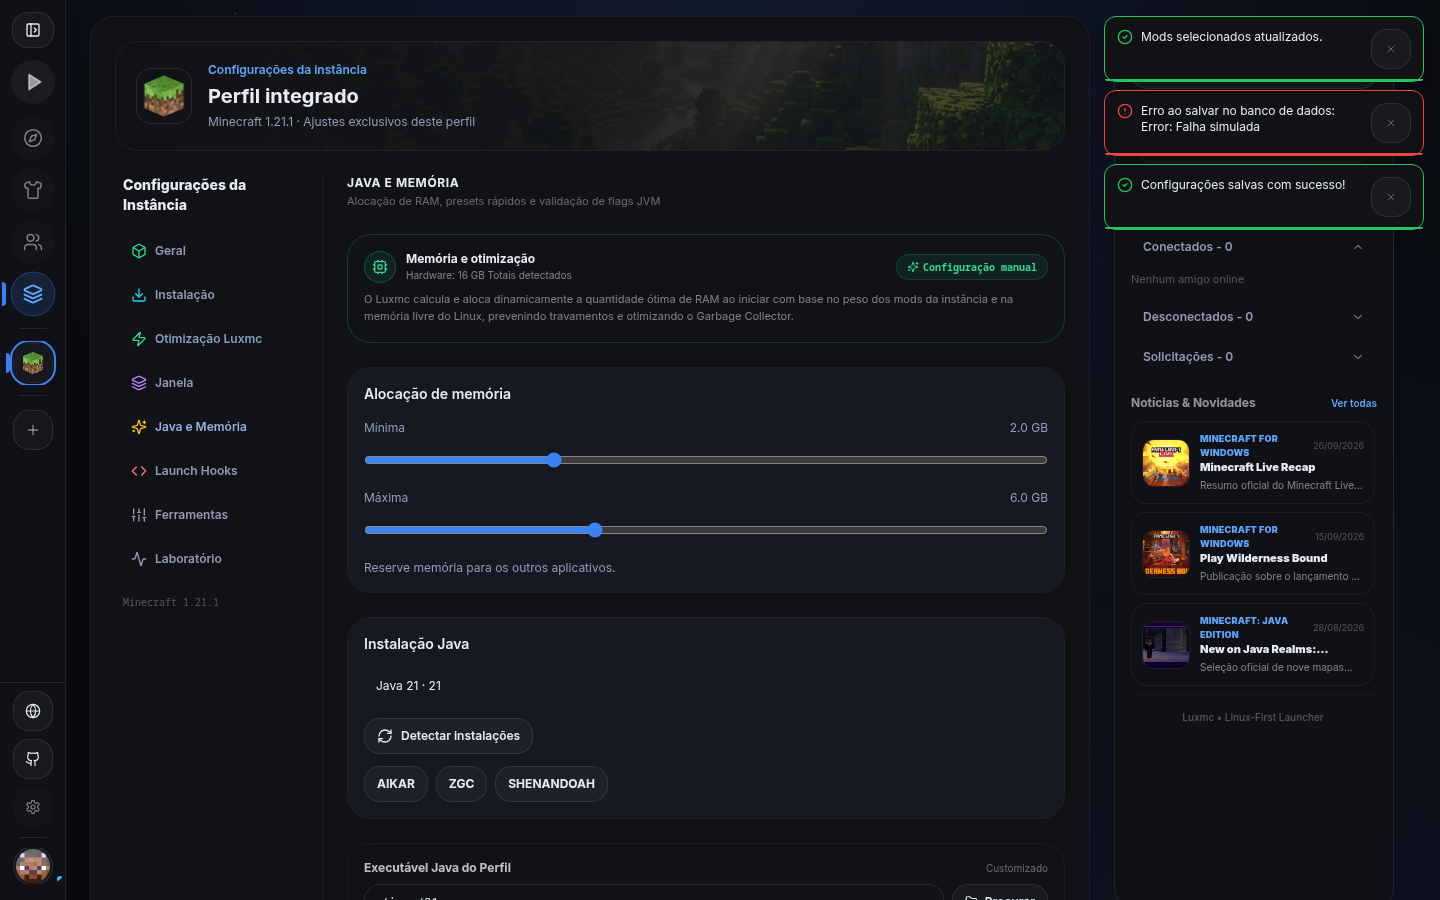 Configurações da instância
Perfil integrado
Minecraft 1.21.1 · Ajustes exclusivos deste perfil
Configurações da
Instância
Geral
Instalação
Otimização Luxmc
Janela
Java e Memória
Launch Hooks
Ferramentas
Laboratório
Minecraft 1.21.1
JAVA E MEMÓRIA
Alocação de RAM, presets rápidos e validação de flags JVM
Memória e otimização
Hardware: 16 GB Totais detectados
Configuração manual
O Luxmc calcula e aloca dinamicamente a quantidade ótima de RAM ao iniciar com base no peso dos mods da instância e na
memória livre do Linux, prevenindo travamentos e otimizando o Garbage Collector.
Alocação de memória
Mínima
2.0 GB
Máxima
6.0 GB
Reserve memória para os outros aplicativos.
Instalação Java
Java 21 · 21
Detectar instalações
AIKAR
ZGC
SHENANDOAH
Executável Java do Perfil
Customizado
Procurar
Mods selecionados atualizados.
Erro ao salvar no banco de dados:
Error: Falha simulada
Configurações salvas com sucesso!
Conectados - 0
Nenhum amigo online
Desconectados - 0
Solicitações - 0
Notícias & Novidades
Ver todas
MINECRAFT FOR
WINDOWS
26/09/2026
Minecraft Live Recap
Resumo oficial do Minecraft Live...
MINECRAFT FOR
WINDOWS
15/09/2026
Play Wilderness Bound
Publicação sobre o lançamento ...
MINECRAFT: JAVA
EDITION
28/08/2026
New on Java Realms:...
Seleção oficial de nove mapas...
Luxmc • Linux-First Launcher